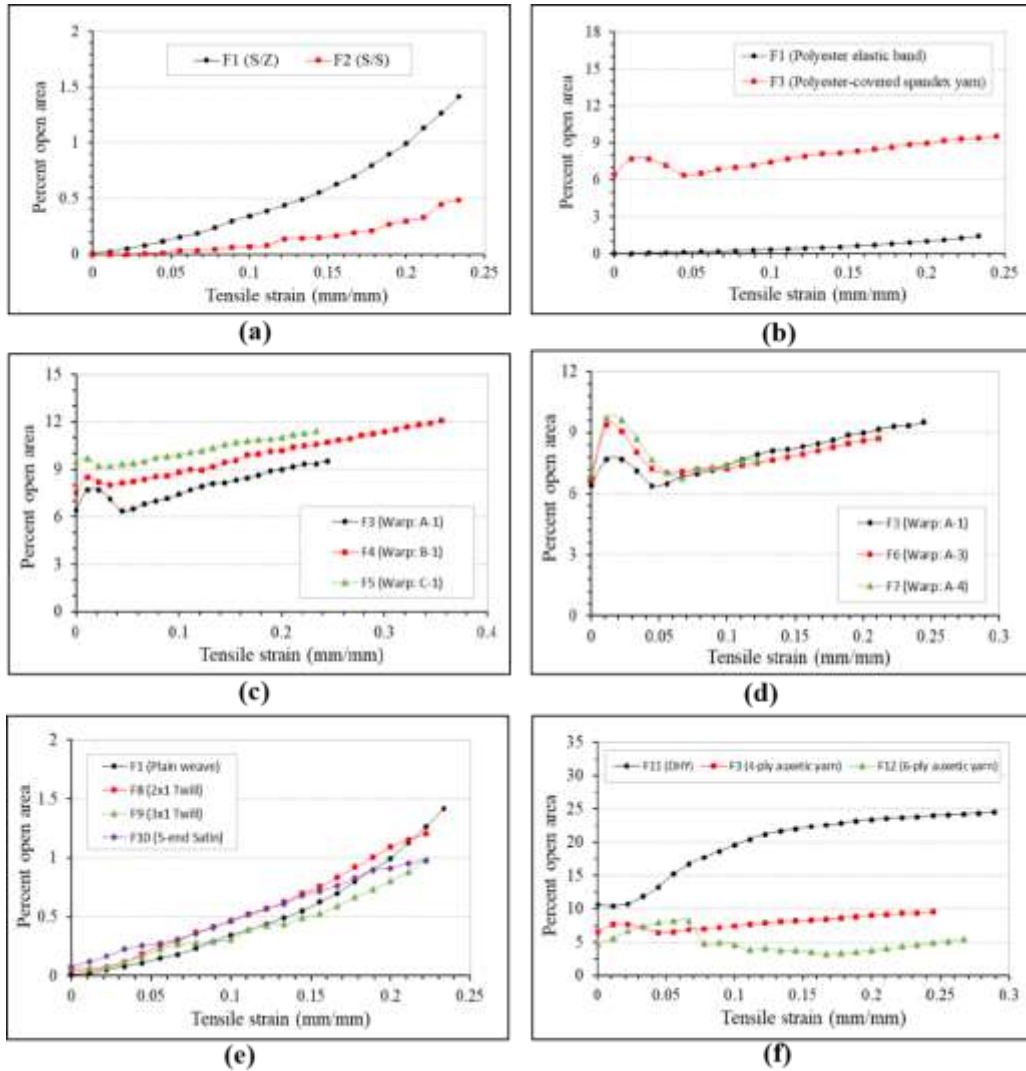 2
1.5
1
0.5
0
Percent open area
F1 (S/Z) F2 (S/S)
0 0.05 0.1 0.15 0.2 0.25
Tensile strain (mm/mm)
(a)
18
15
12
9
6
3
0
Percent open area
F1 (Polyester elastic band)
F3 (Polyester-covered spandex yarn)
0 0.05 0.1 0.15 0.2 0.25
Tensile strain (mm/mm)
(b)
15
12
9
6
3
0
Percent open area
F3 (Warp: A-1)
F4 (Warp: B-1)
F5 (Warp: C-1)
0 0.1 0.2 0.3 0.4
Tensile strain (mm/mm)
(c)
12
9
6
3
0
Percent open area
F3 (Warp: A-1)
F6 (Warp: A-3)
F7 (Warp: A-4)
0 0.05 0.1 0.15 0.2 0.25 0.3
Tensile strain (mm/mm)
(d)
2
1.5
1
0.5
0
Percent open area
F1 (Plain weave)
F8 (2x1 Twill)
F9 (3x1 Twill)
F10 (5-end Satin)
0 0.05 0.1 0.15 0.2 0.25
Tensile strain (mm/mm)
(e)
35
30
25
20
15
10
5
0
Percent open area
F11 (DHY) F3 (4-ply auxetic yarn) F12 (6-ply auxetic yarn)
0 0.05 0.1 0.15 0.2 0.25 0.3
Tensile strain (mm/mm)
(f)